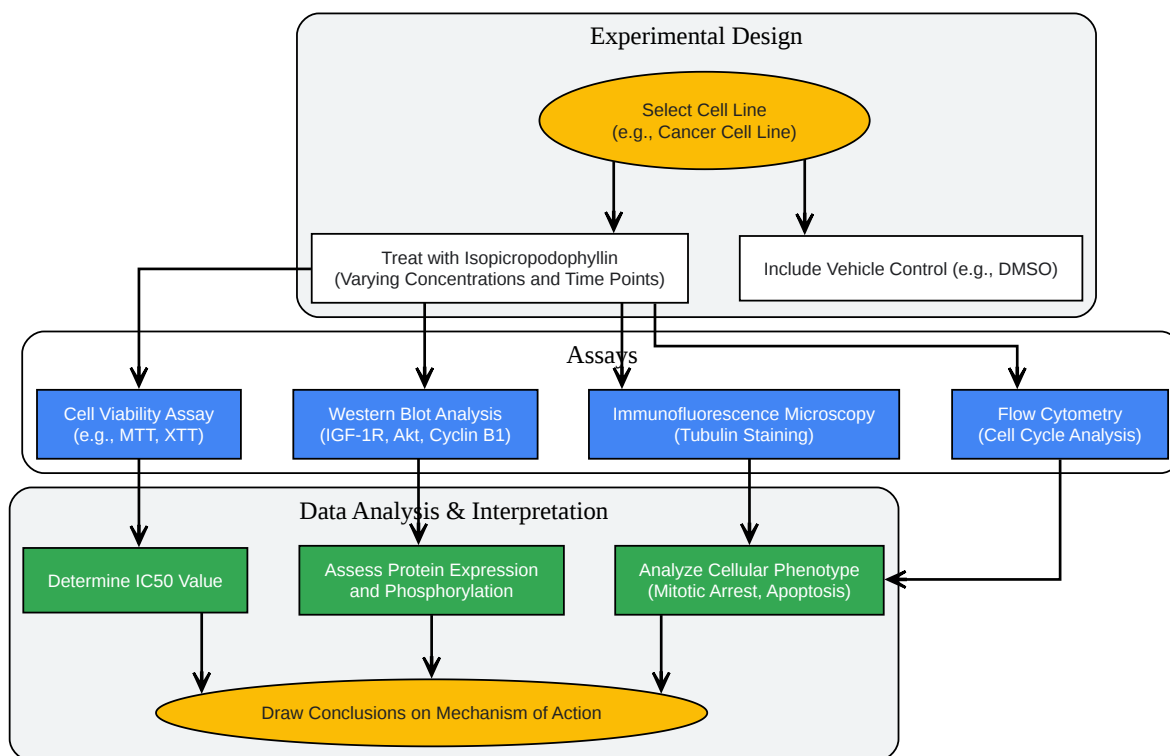 Experimental Design
Select Cell Line
(e.g., Cancer Cell Line)
Treat with Isopicropodophyllin
(Varying Concentrations and Time Points)
Include Vehicle Control (e.g., DMSO)
Assays
Cell Viability Assay
(e.g., MTT, XTT)
Western Blot Analysis
(IGF-1R, Akt, Cyclin B1)
Immunofluorescence Microscopy
(Tubulin Staining)
Flow Cytometry
(Cell Cycle Analysis)
Data Analysis & Interpretation
Determine IC50 Value
Assess Protein Expression
and Phosphorylation
Analyze Cellular Phenotype
(Mitotic Arrest, Apoptosis)
Draw Conclusions on Mechanism of Action